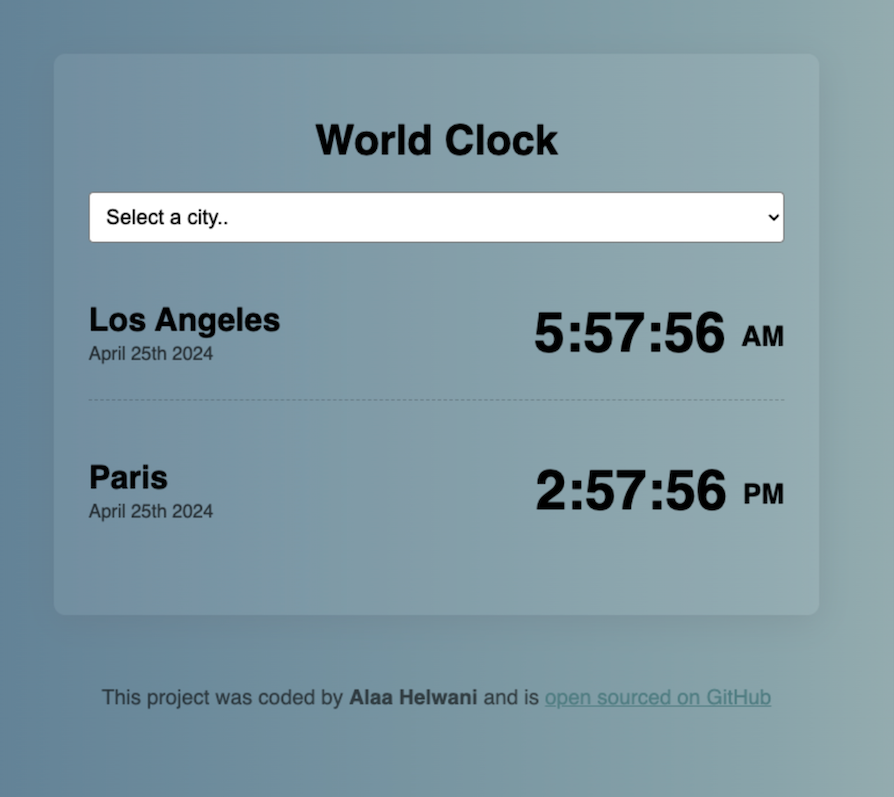 World Clock
Select a city..
Los Angeles
5:57:56 AM
April 25th 2024
Paris
2:57:56 PM
April 25th 2024
This project was coded by Alaa Helwani and is open sourced on GitHub